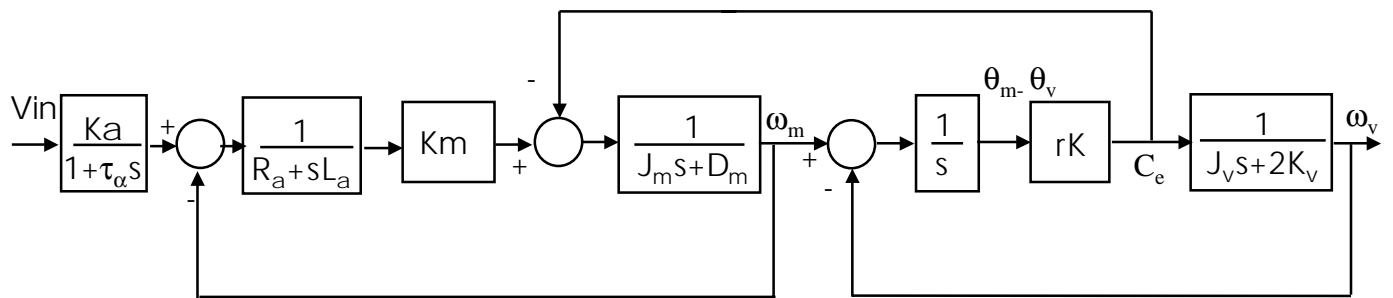 -
θm- θv
Vin
Ka
1+ταs
+
-
1
Ra+sLa
Km
+
1
Jms+Dm
ωm
+
-
1
s
rK
Ce
1
Jvs+2Kv
ωv